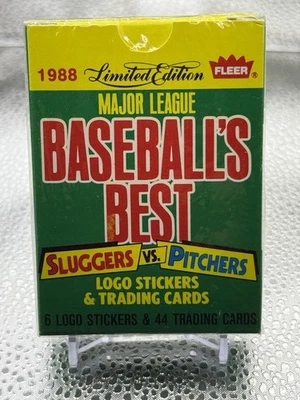 1988 Limited Edition FLEER®
MAJOR LEAGUE
BASEBALL'S
BEST
SLUGGERS VS. PITCHERS
LOGO STICKERS
& TRADING CARDS
6 LOGO STICKERS & 44 TRADING CARDS